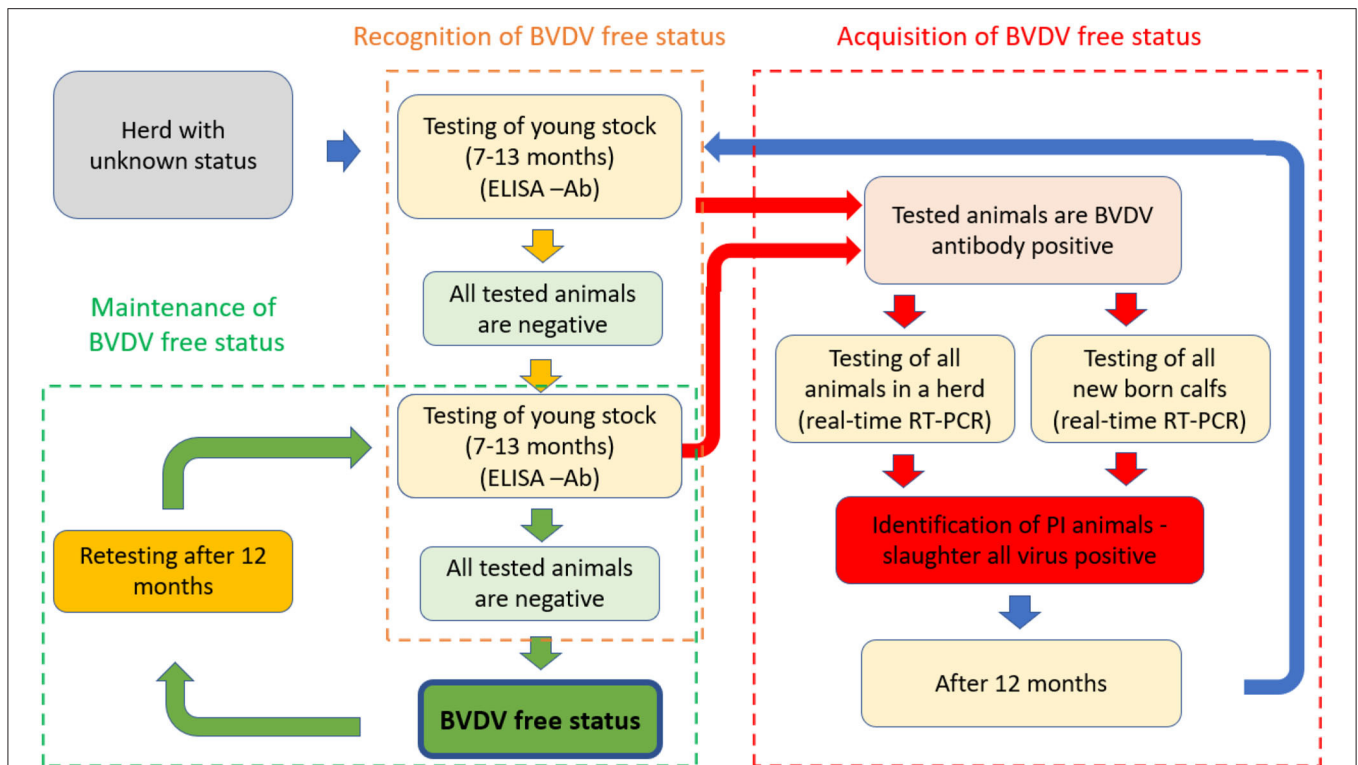 Recognition of BVDV free status
Acquisition of BVDV free status
Herd with
unknown status
Testing of young stock
(7-13 months)
(ELISA –Ab)
Tested animals are BVDV
antibody positive
All tested animals
are negative
Maintenance of
BVDV free status
Testing of all
animals in a herd
(real-time RT-PCR)
Testing of all
new born calfs
(real-time RT-PCR)
Testing of young stock
(7-13 months)
(ELISA –Ab)
Identification of PI animals -
slaughter all virus positive
Retesting after 12
months
All tested animals
are negative
After 12 months
BVDV free status